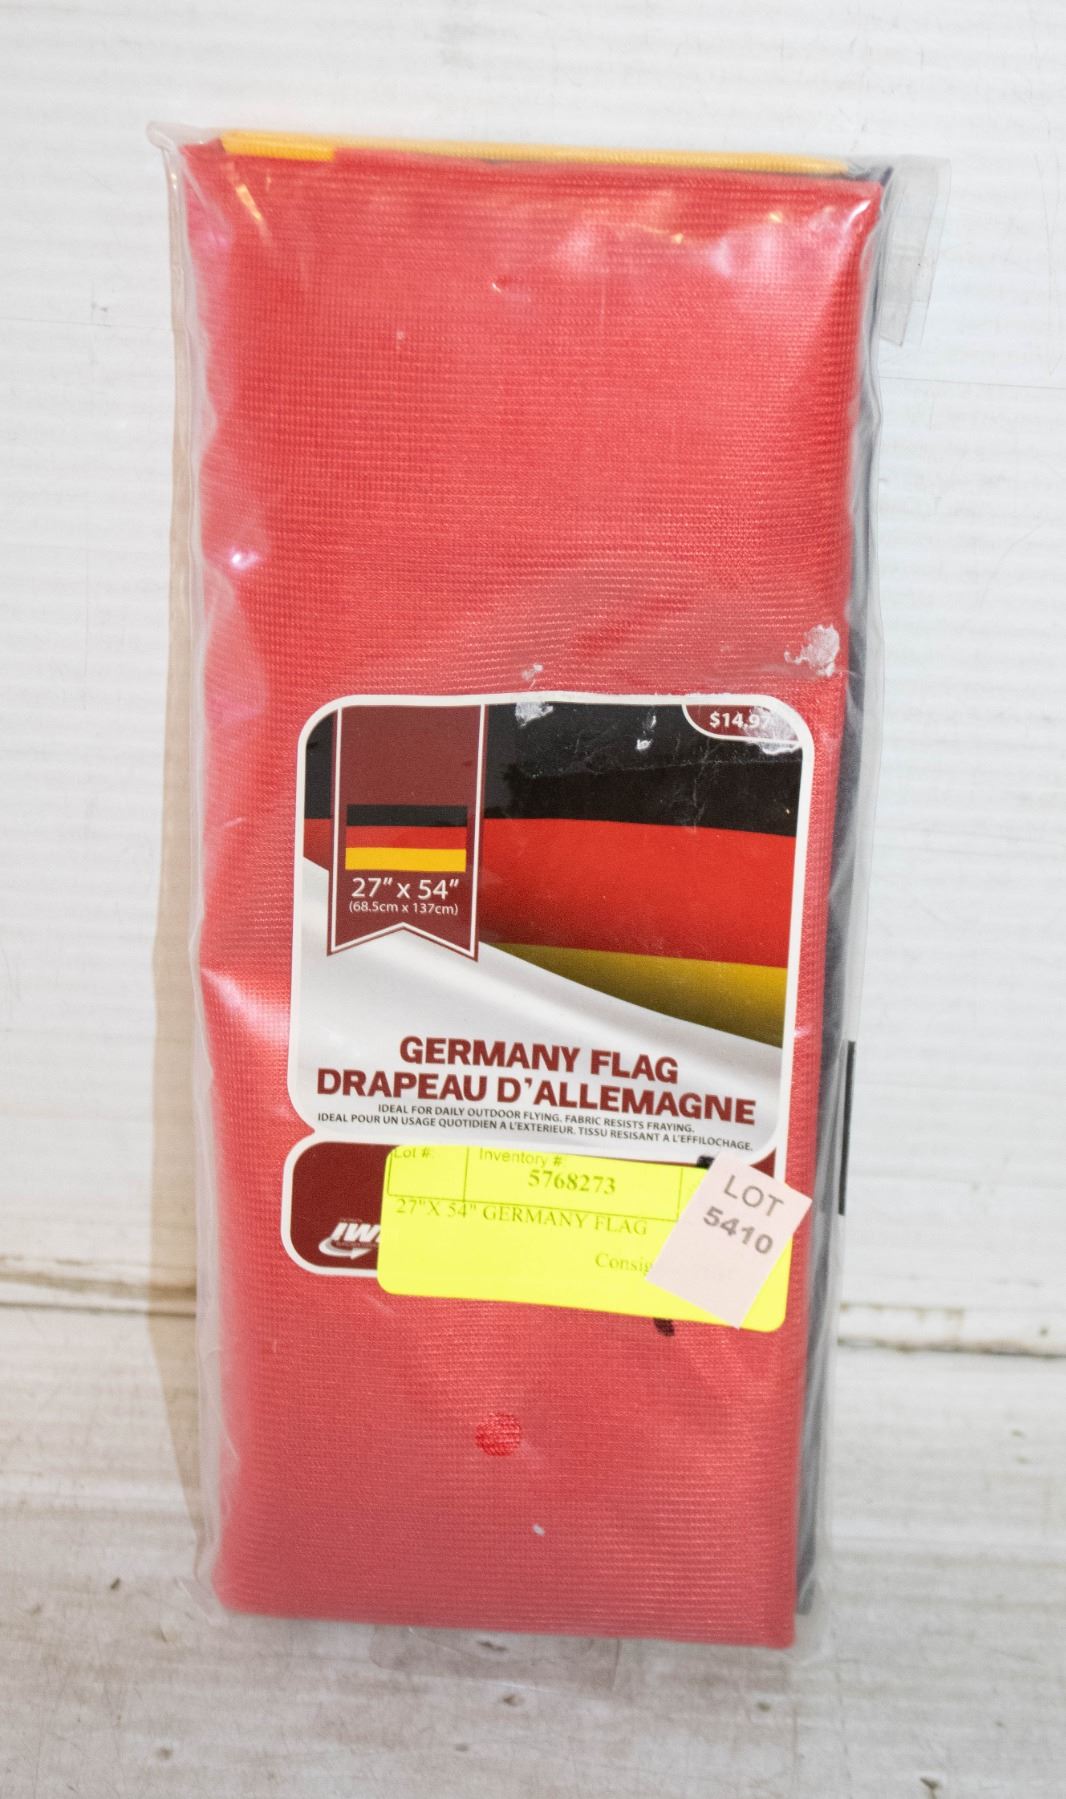 $14.97
27" x 54"
(68.5cm x 137cm)
GERMANY FLAG
DRAPEAU D'ALLEMAGNE
IDEAL FOR DAILY OUTDOOR FLYING. FABRIC RESISTS FRAYING.
IDEAL POUR UN USAGE QUOTIDIEN A L'EXTERIEUR. TISSU RESISANT A L'EFFILOCHAGE.
Lot #: Inventory #:
5768273
27"X 54" GERMANY FLAG
Consig
LOT
5410